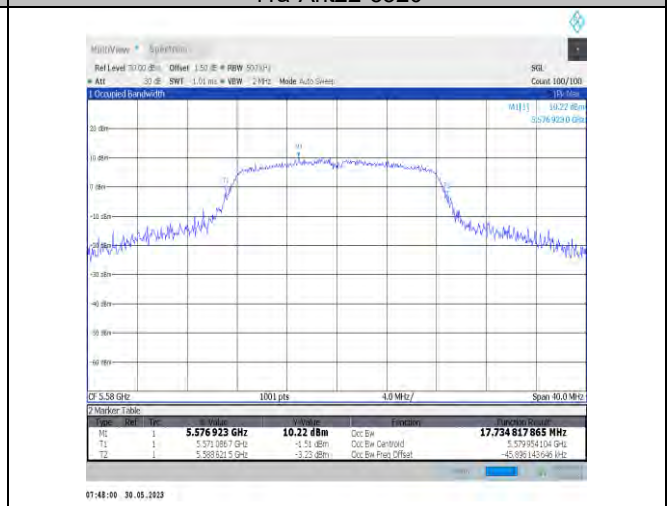 MultiView Spectrum
Ref Level 30.00 dBm Offset 1.50 dB RBW 500 kHz SGL
Att 30 dB SWT 1.01 ms VBW 2 MHz Mode Auto Sweep Count 100/100
1 Occupied Bandwidth
M1[1] 10.22 dBm
5.576 923 0 GHz
20 dBm
M1
10 dBm
T1
0 dBm
-10 dBm
-20 dBm
-30 dBm
-40 dBm
-50 dBm
-60 dBm
CF 5.58 GHz 1001 pts 4.0 MHz/ Span 40.0 MHz
2 Marker Table
Type Ref Trc X-Value Y-Value Function Function Result
M1 1 5.576 923 GHz 10.22 dBm Occ Bw 17.734 817 865 MHz
T1 1 5.571 086 7 GHz -1.51 dBm Occ Bw Centroid 5.579 954 104 GHz
T2 1 5.588 821 5 GHz -3.23 dBm Occ Bw Freq Offset -45.896 143 646 kHz
07:48:00 30.05.2023